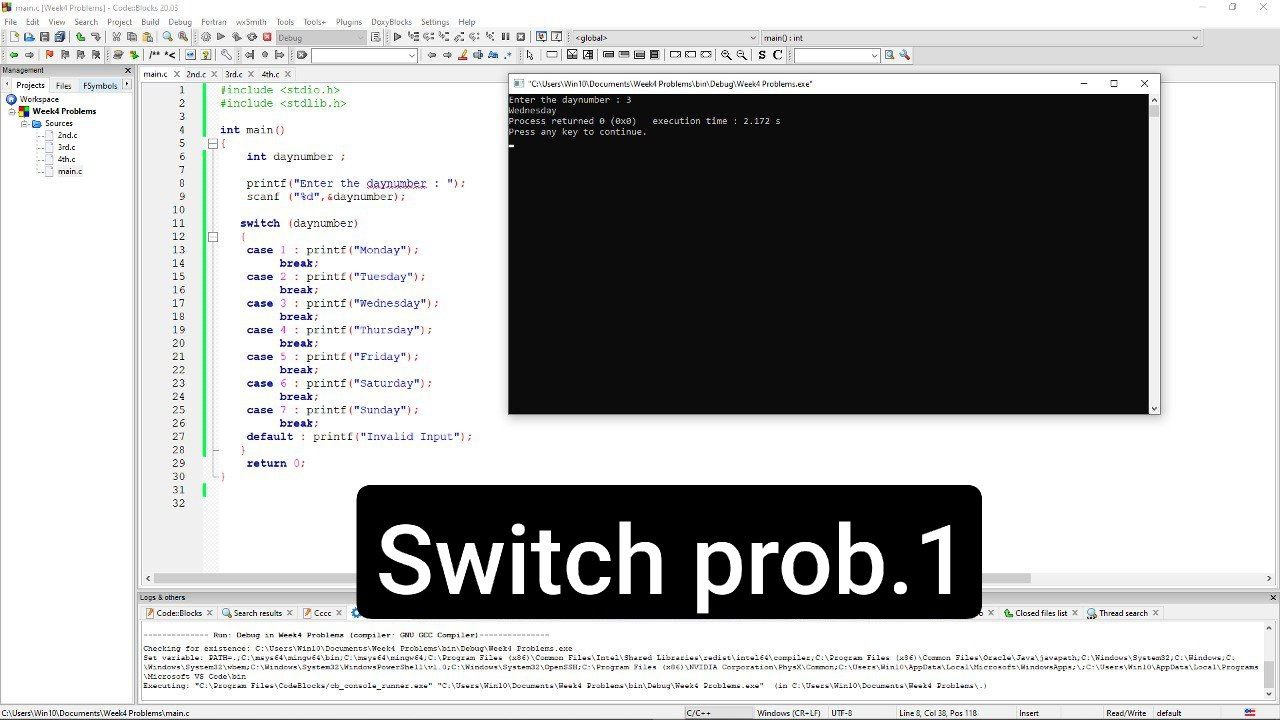 main.c [Week4 Problems] - Code::Blocks 20.03
File Edit View Search Project Build Debug Fortran wxSmith Tools Tools+ Plugins DoxyBlocks Settings Help
Debug
<global>
main() : int
/** *<
S C
Management
Projects Files FSymbols
Workspace
Week4 Problems
Sources
2nd.c
3rd.c
4th.c
main.c
main.c 2nd.c 3rd.c 4th.c
1 #include <stdio.h>
2 #include <stdlib.h>
3
4 int main()
5 {
6 int daynumber ;
7
8 printf("Enter the daynumber : ");
9 scanf ("%d",&daynumber);
10
11 switch (daynumber)
12 {
13 case 1 : printf("Monday");
14 break;
15 case 2 : printf("Tuesday");
16 break;
17 case 3 : printf("Wednesday");
18 break;
19 case 4 : printf("Thursday");
20 break;
21 case 5 : printf("Friday");
22 break;
23 case 6 : printf("Saturday");
24 break;
25 case 7 : printf("Sunday");
26 break;
27 default : printf("Invalid Input");
28 }
29 return 0;
30 }
31
32
"C:\Users\Win10\Documents\Week4 Problems\bin\Debug\Week4 Problems.exe"
Enter the daynumber : 3
Wednesday
Process returned 0 (0x0) execution time : 2.172 s
Press any key to continue.
Switch prob.1
Logs & others
Code::Blocks Search results Cccc Closed files list Thread search
-------------- Run: Debug in Week4 Problems (compiler: GNU GCC Compiler)---------------
Checking for existence: C:\Users\Win10\Documents\Week4 Problems\bin\Debug\Week4 Problems.exe
Set variable: PATH=.;C:\msys64\mingw64\bin;C:\msys64\mingw64;C:\Program Files (x86)\Common Files\Intel\Shared Libraries\redist\intel64\compiler;C:\Program Files (x86)\Common Files\Oracle\Java\javapath;C:\Windows\System32;C:\Windows;C:
\Windows\System32\wbem;C:\Windows\System32\WindowsPowerShell\v1.0;C:\Windows\System32\OpenSSH;C:\Program Files (x86)\NVIDIA Corporation\PhysX\Common;C:\Users\Win10\AppData\Local\Microsoft\WindowsApps;\;C:\Users\Win10\AppData\Local\Programs
\Microsoft VS Code\bin
Executing: "C:\Program Files\CodeBlocks/cb_console_runner.exe" "C:\Users\Win10\Documents\Week4 Problems\bin\Debug\Week4 Problems.exe" (in C:\Users\Win10\Documents\Week4 Problems\.)
C:\Users\Win10\Documents\Week4 Problems\main.c C/C++ Windows (CR+LF) UTF-8 Line 8, Col 38, Pos 118 Insert Read/Write default